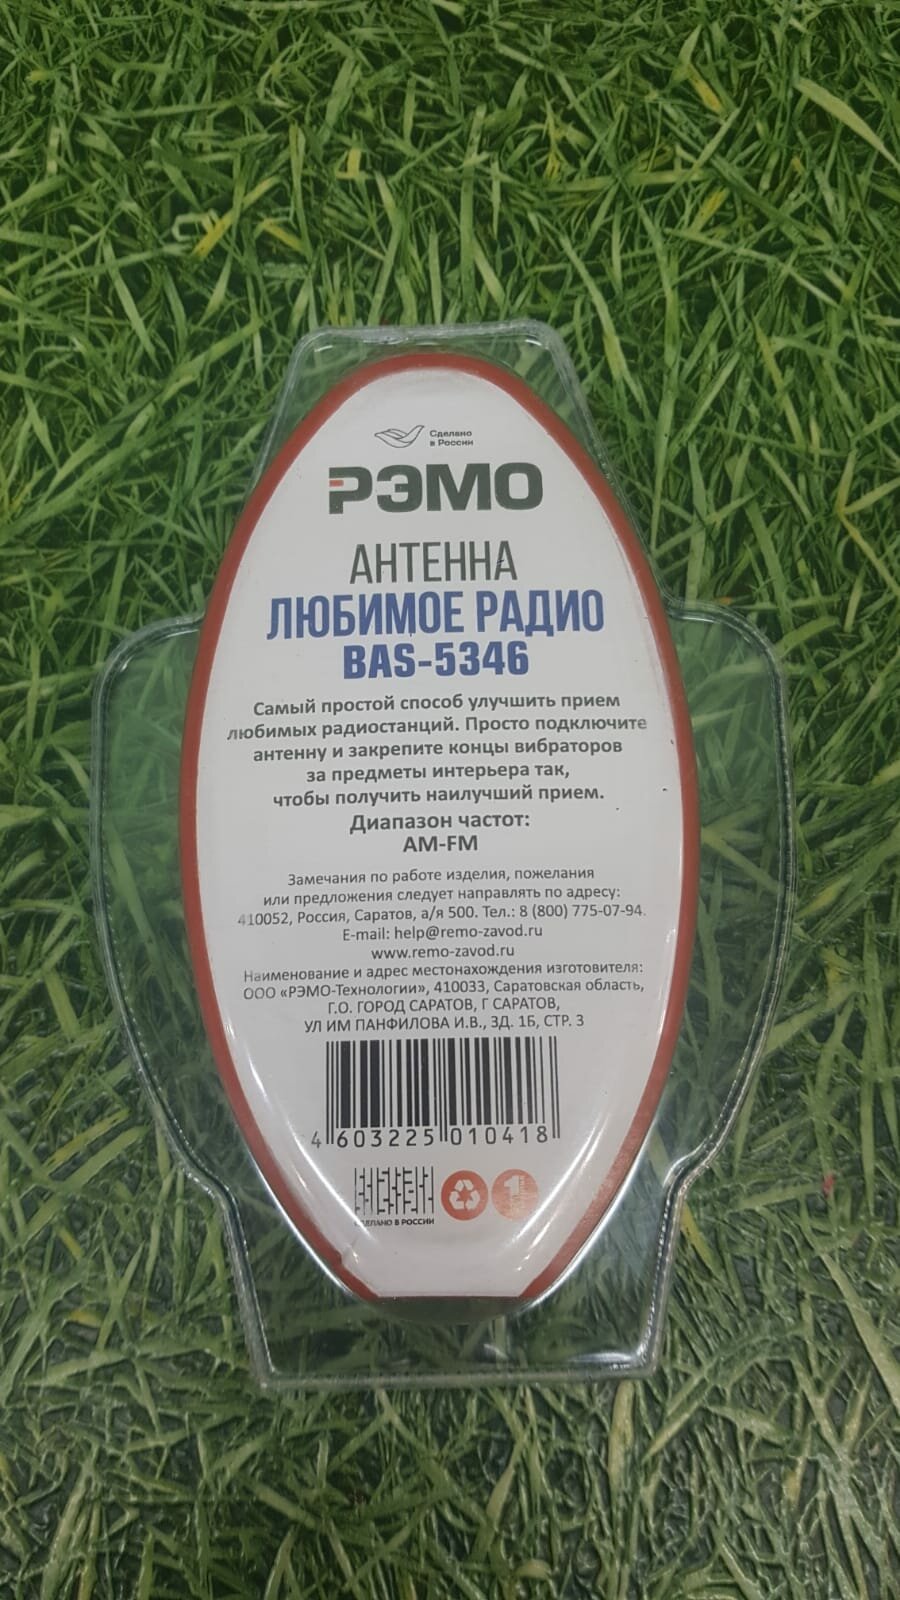 Сделано
в России
РЭМО
АНТЕННА
ЛЮБИМОЕ РАДИО
BAS-5346
Самый простой способ улучшить прием
любимых радиостанций. Просто подключите
антенну и закрепите концы вибраторов
за предметы интерьера так,
чтобы получить наилучший прием.
Диапазон частот:
AM-FM
Замечания по работе изделия, пожелания
или предложения следует направлять по адресу:
410052, Россия, Саратов, а/я 500. Тел.: 8 (800) 775-07-94.
E-mail: help@remo-zavod.ru
www.remo-zavod.ru
Наименование и адрес местонахождения изготовителя:
ООО «РЭМО-Технологии», 410033, Саратовская область,
Г.О. ГОРОД САРАТОВ, Г САРАТОВ,
УЛ ИМ ПАНФИЛОВА И.В., ЗД. 1Б, СТР. 3
4 603225 010418
СДЕЛАНО В РОССИИ
1